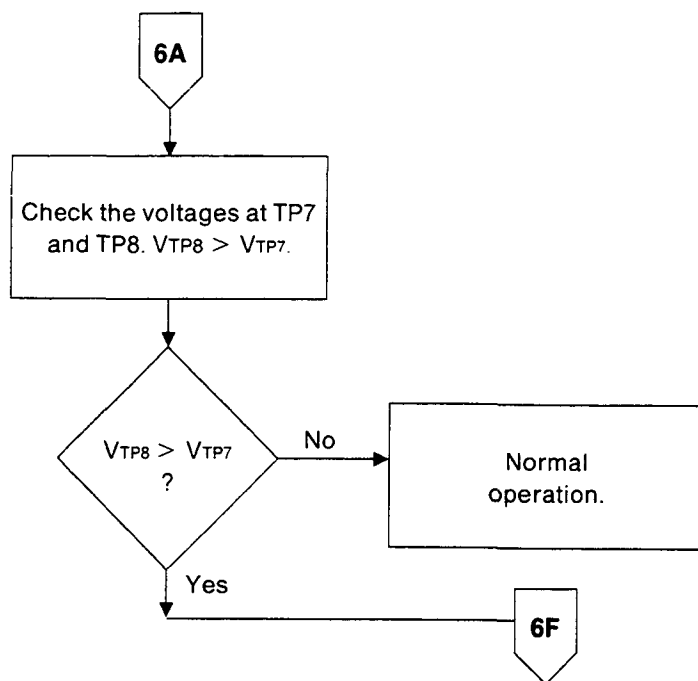 6A
Check the voltages at TP7
and TP8. VTP8 > VTP7.
VTP8 > VTP7
?
No
Normal
operation.
Yes
6F